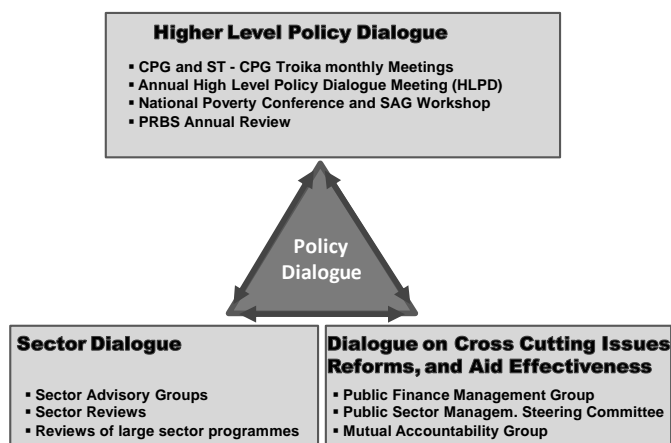 Higher Level Policy Dialogue
▪ CPG and ST - CPG Troika monthly Meetings
▪ Annual High Level Policy Dialogue Meeting (HLPD)
▪ National Poverty Conference and SAG Workshop
▪ PRBS Annual Review
Policy
Dialogue
Sector Dialogue
▪ Sector Advisory Groups
▪ Sector Reviews
▪ Reviews of large sector programmes
Dialogue on Cross Cutting Issues
Reforms, and Aid Effectiveness
▪ Public Finance Management Group
▪ Public Sector Managem. Steering Committee
▪ Mutual Accountability Group